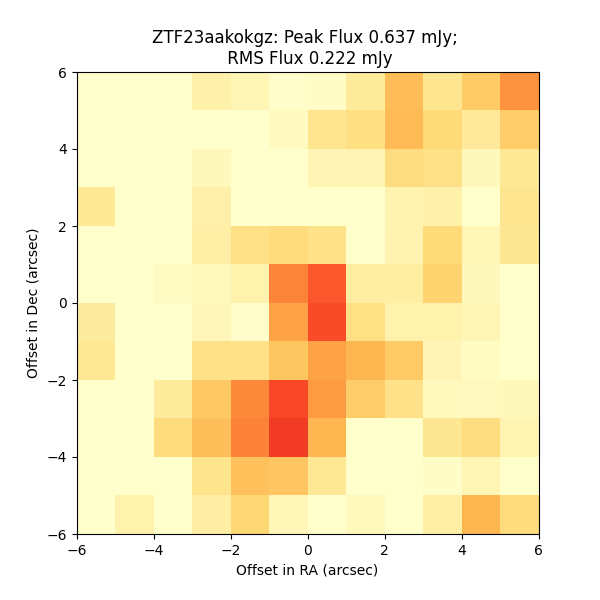 ZTF23aakokgz: Peak Flux 0.637 mJy;
RMS Flux 0.222 mJy
6
4
2
0
−2
−4
−6
Offset in Dec (arcsec)
−6 −4 −2 0 2 4 6
Offset in RA (arcsec)